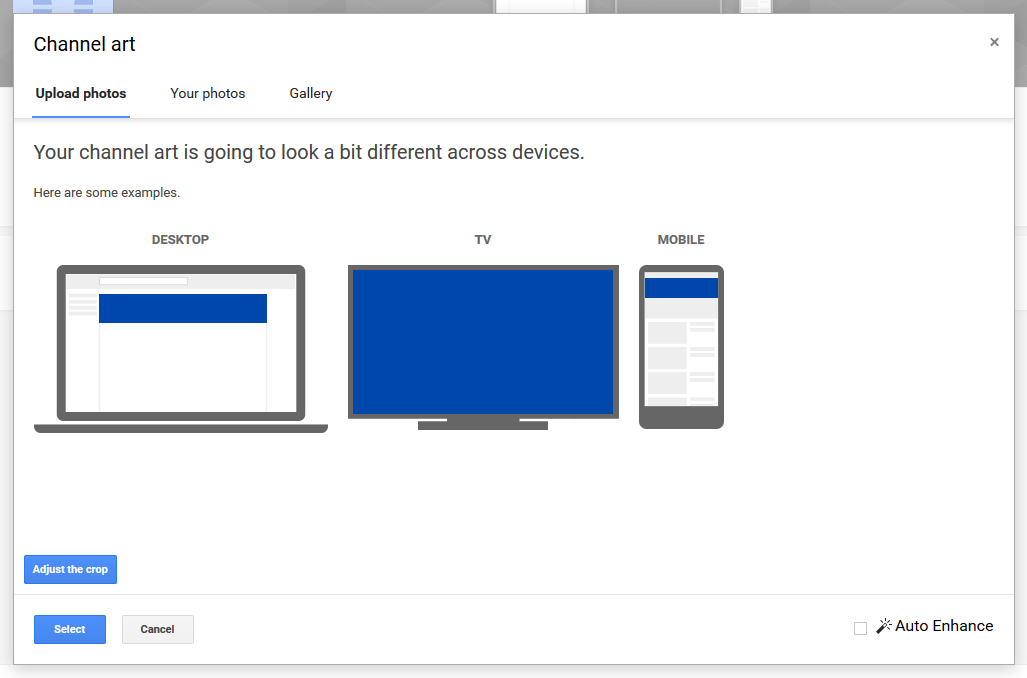 Channel art
×
Upload photos Your photos Gallery
Your channel art is going to look a bit different across devices.
Here are some examples.
DESKTOP TV MOBILE
Adjust the crop
Select Cancel Auto Enhance